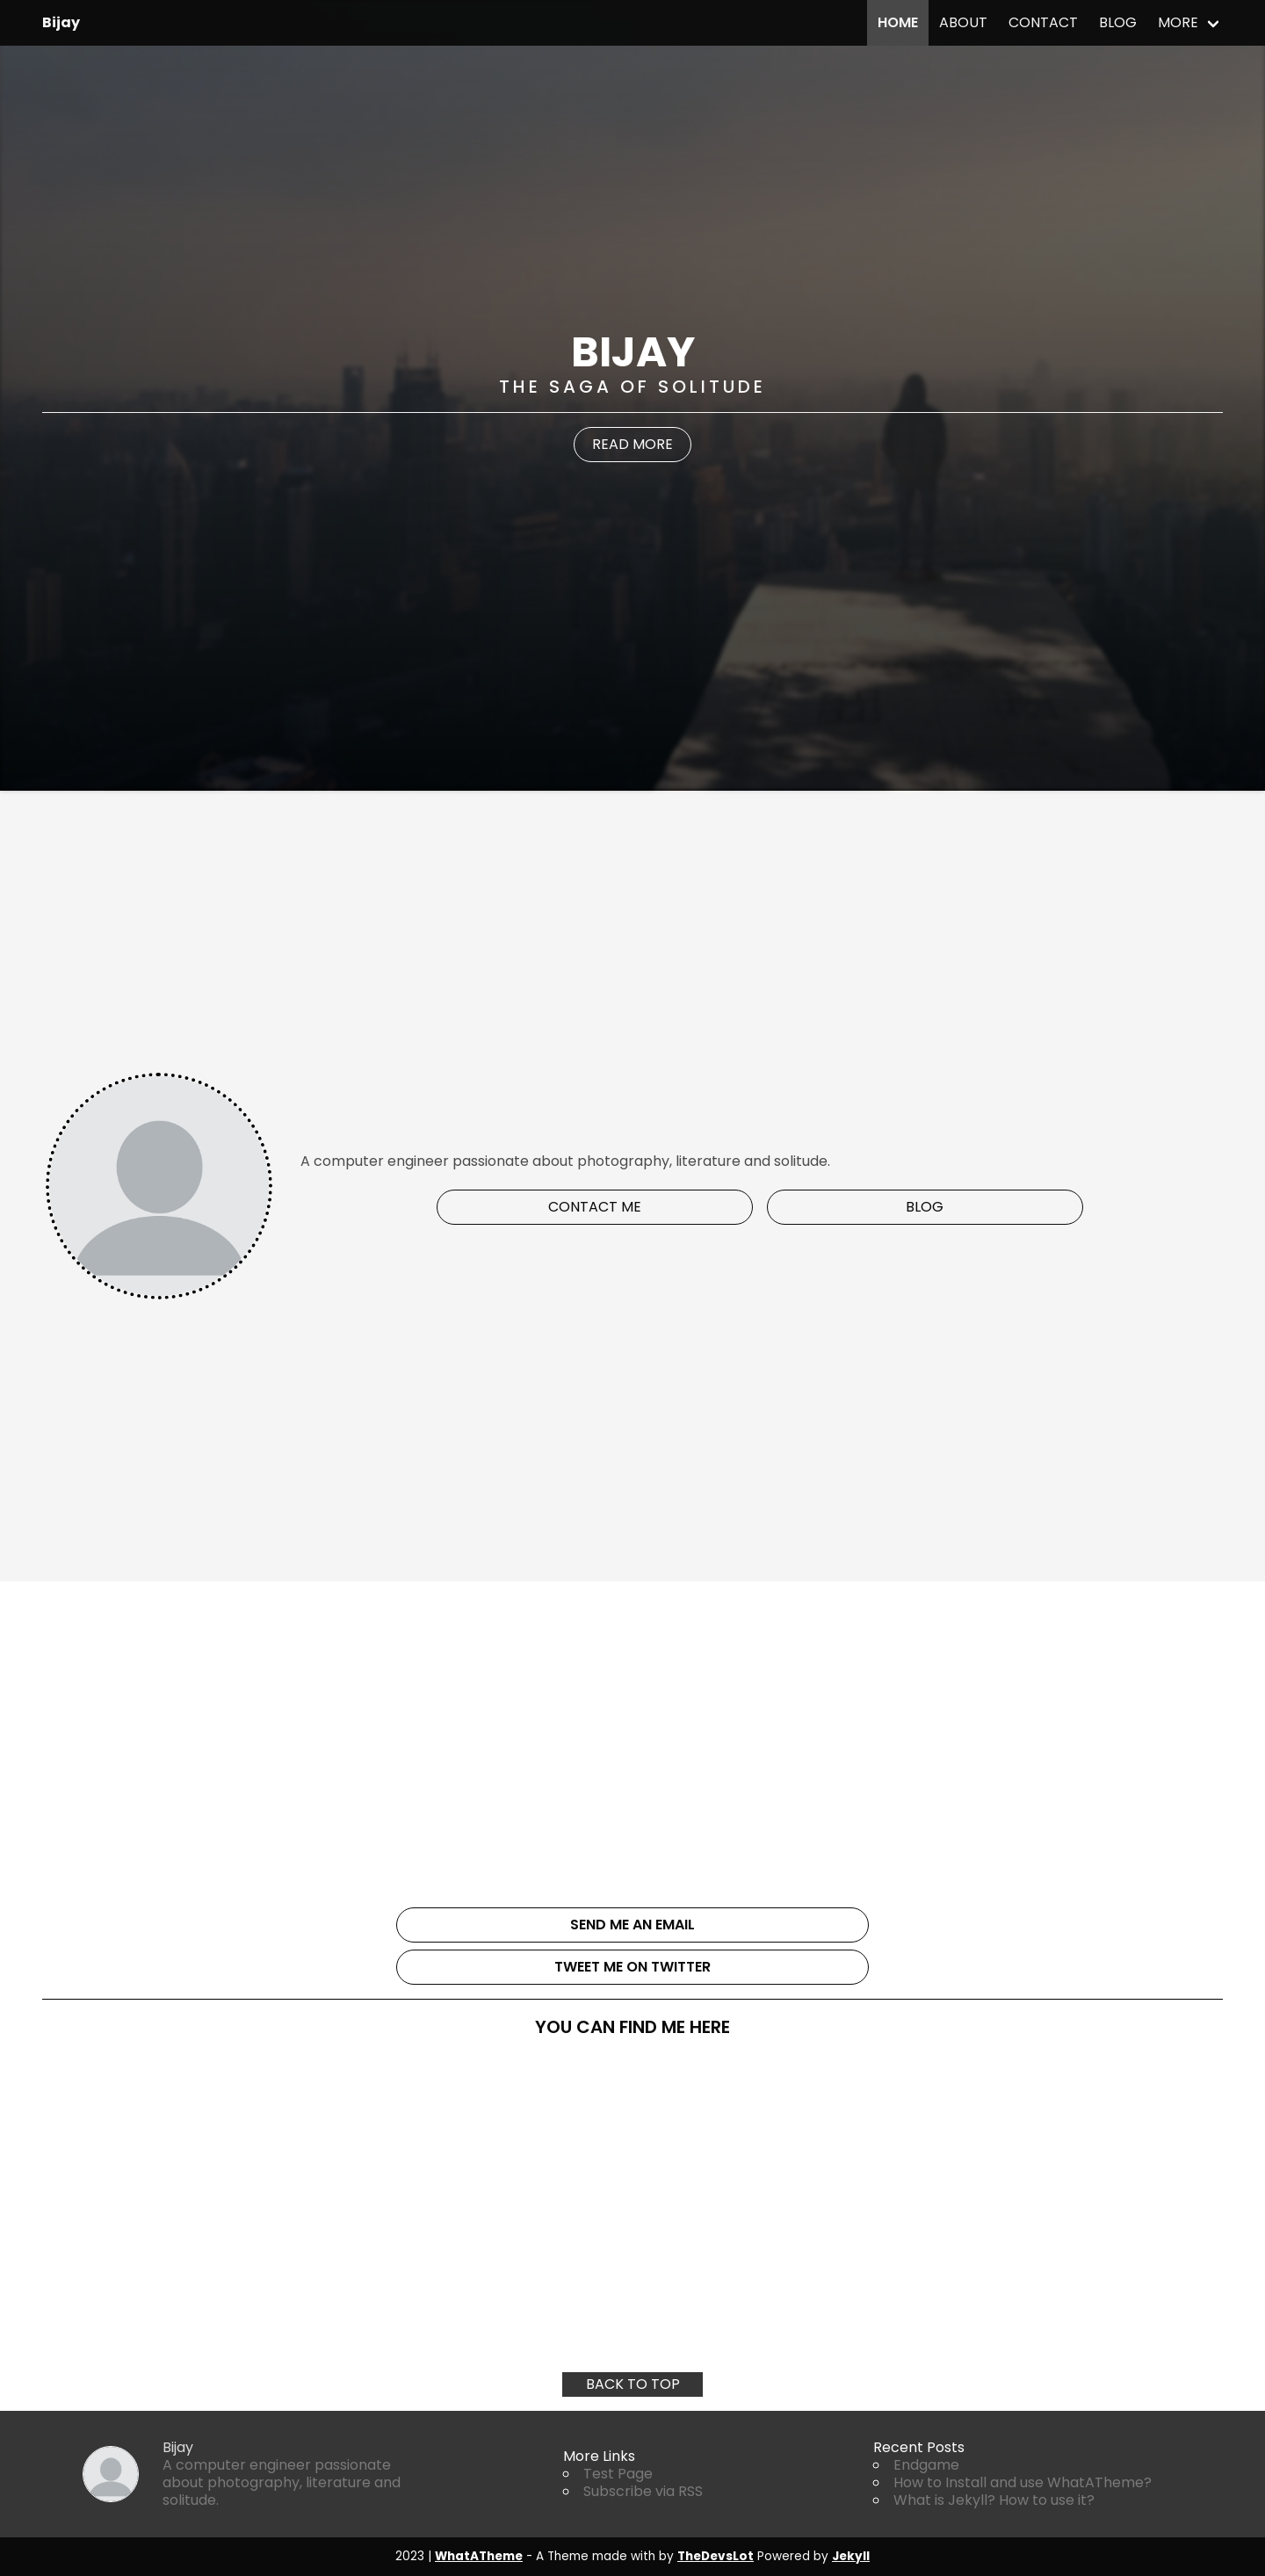 Bijay
HOME ABOUT CONTACT BLOG MORE
BIJAY
THE SAGA OF SOLITUDE
READ MORE
A computer engineer passionate about photography, literature and solitude.
CONTACT ME BLOG
SEND ME AN EMAIL
TWEET ME ON TWITTER
YOU CAN FIND ME HERE
BACK TO TOP
Bijay
A computer engineer passionate
about photography, literature and
solitude.
More Links
Test Page
Subscribe via RSS
Recent Posts
Endgame
How to Install and use WhatATheme?
What is Jekyll? How to use it?
2023 | WhatATheme - A Theme made with by TheDevsLot Powered by Jekyll